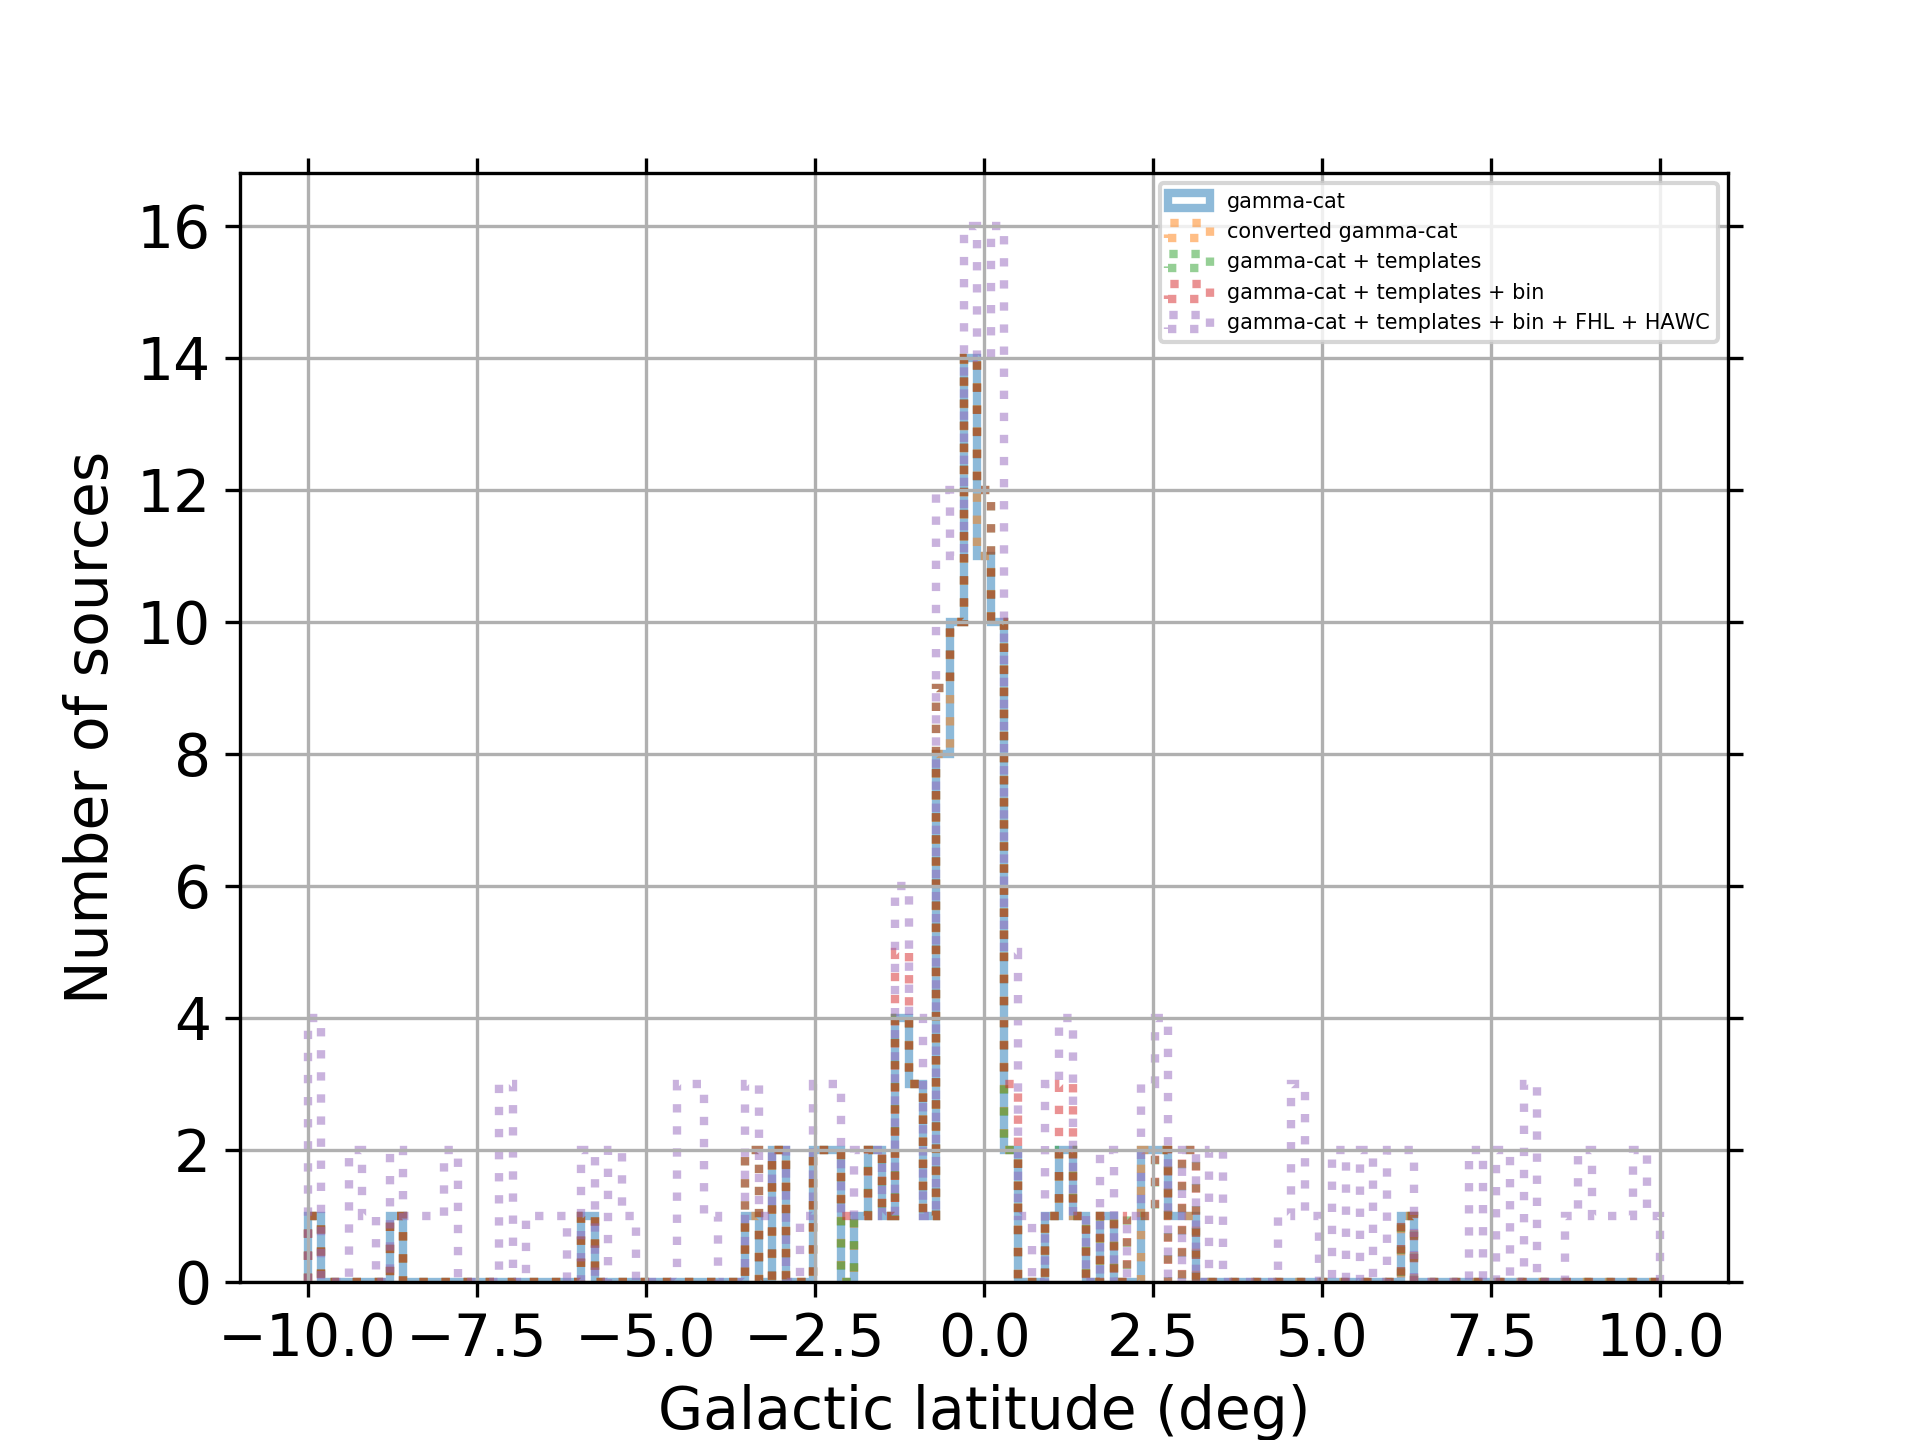 gamma-cat
converted gamma-cat
gamma-cat + templates
gamma-cat + templates + bin
gamma-cat + templates + bin + FHL + HAWC
16
14
12
10
8
6
4
2
0
Number of sources
−10.0 −7.5 −5.0 −2.5 0.0 2.5 5.0 7.5 10.0
Galactic latitude (deg)